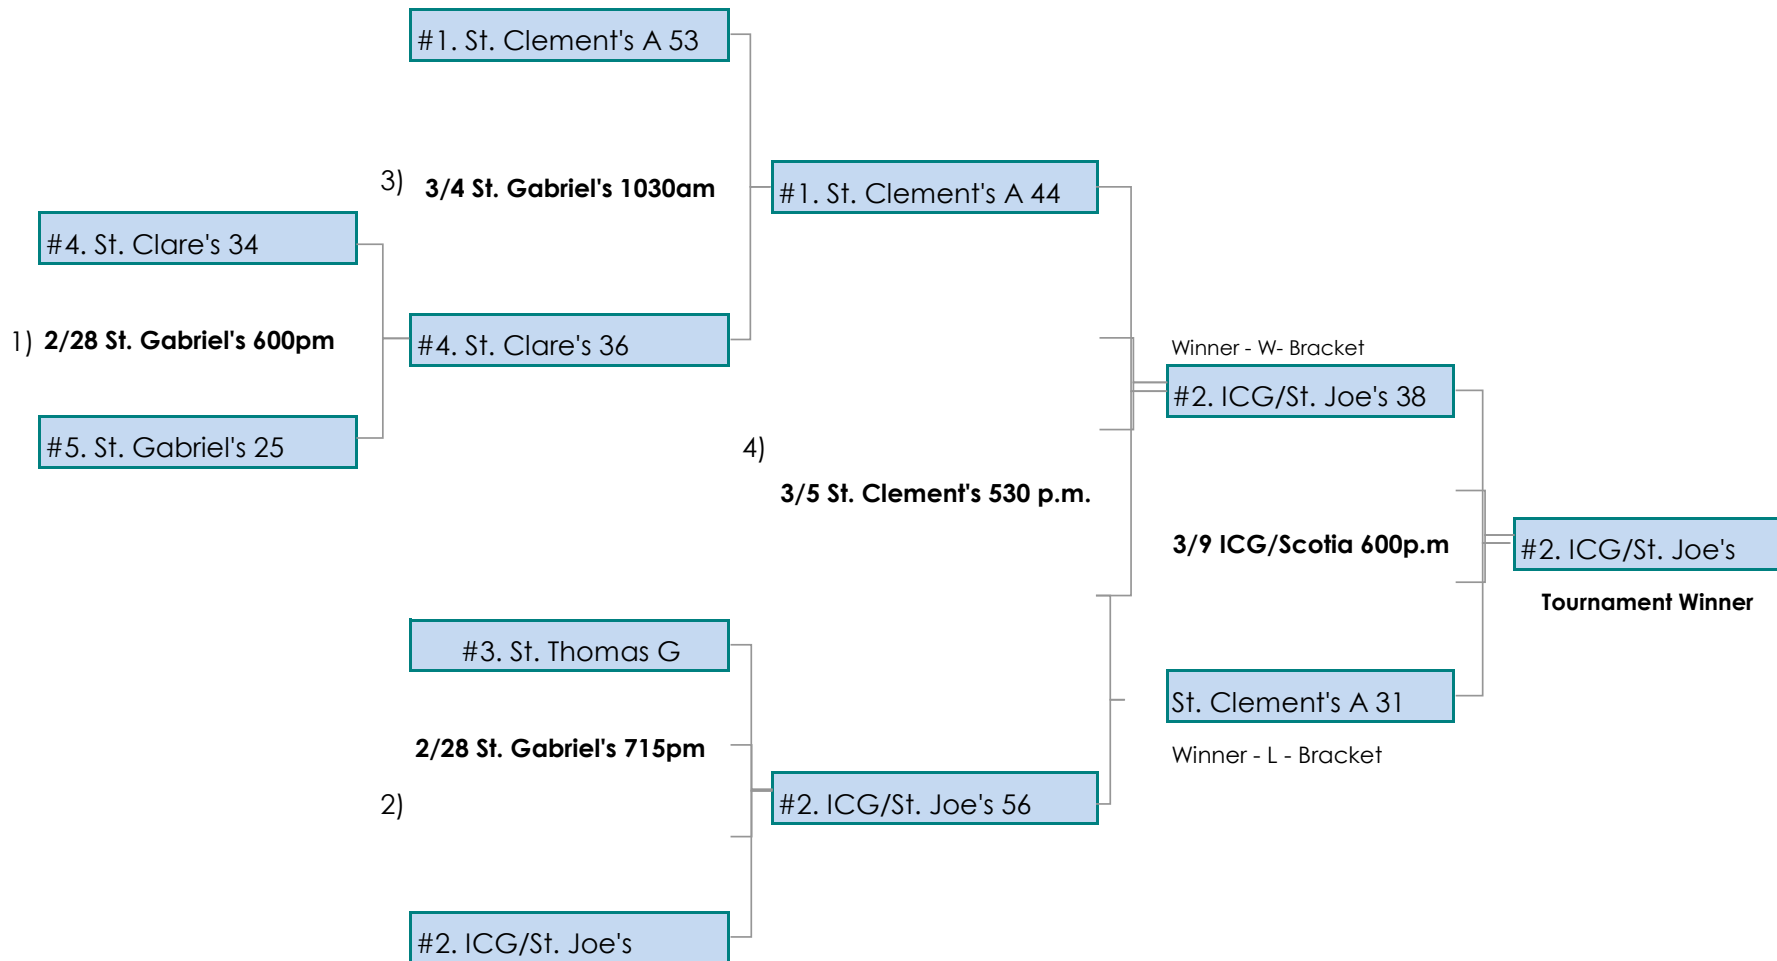 #1. St. Clement's A 53
3) 3/4 St. Gabriel's 1030am
#1. St. Clement's A 44
#4. St. Clare's 34
1) 2/28 St. Gabriel's 600pm
#4. St. Clare's 36
Winner - W- Bracket
#2. ICG/St. Joe's 38
#5. St. Gabriel's 25
4)
3/5 St. Clement's 530 p.m.
3/9 ICG/Scotia 600p.m
#2. ICG/St. Joe's
Tournament Winner
#3. St. Thomas G
St. Clement's A 31
2/28 St. Gabriel's 715pm
Winner - L - Bracket
2)
#2. ICG/St. Joe's 56
#2. ICG/St. Joe's